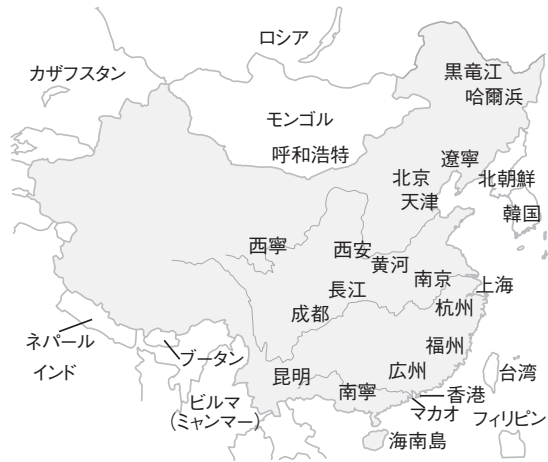 ロシア
カザフスタン
黒竜江
哈爾浜
モンゴル
呼和浩特
遼寧
北京
北朝鮮
天津
韓国
西寧
西安
黄河
南京
上海
長江
杭州
成都
福州
ネパール
ブータン
インド
昆明
広州
台湾
南寧
香港
ビルマ
(ミャンマー)
マカオ
フィリピン
海南島